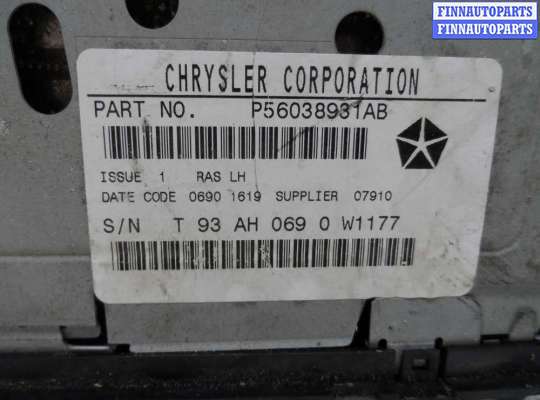 FINNAUTOPARTS
FINNAUTOPARTS
CHRYSLER CORPORATION
PART NO. P56038931AB
ISSUE 1 RAS LH
DATE CODE 0690 1619 SUPPLIER 07910
S/N T 93 AH 069 0 W1177